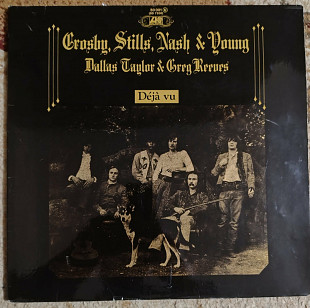 Crosby, Stills, Nash & Young
Dallas Taylor & Greg Reeves
Déjà vu